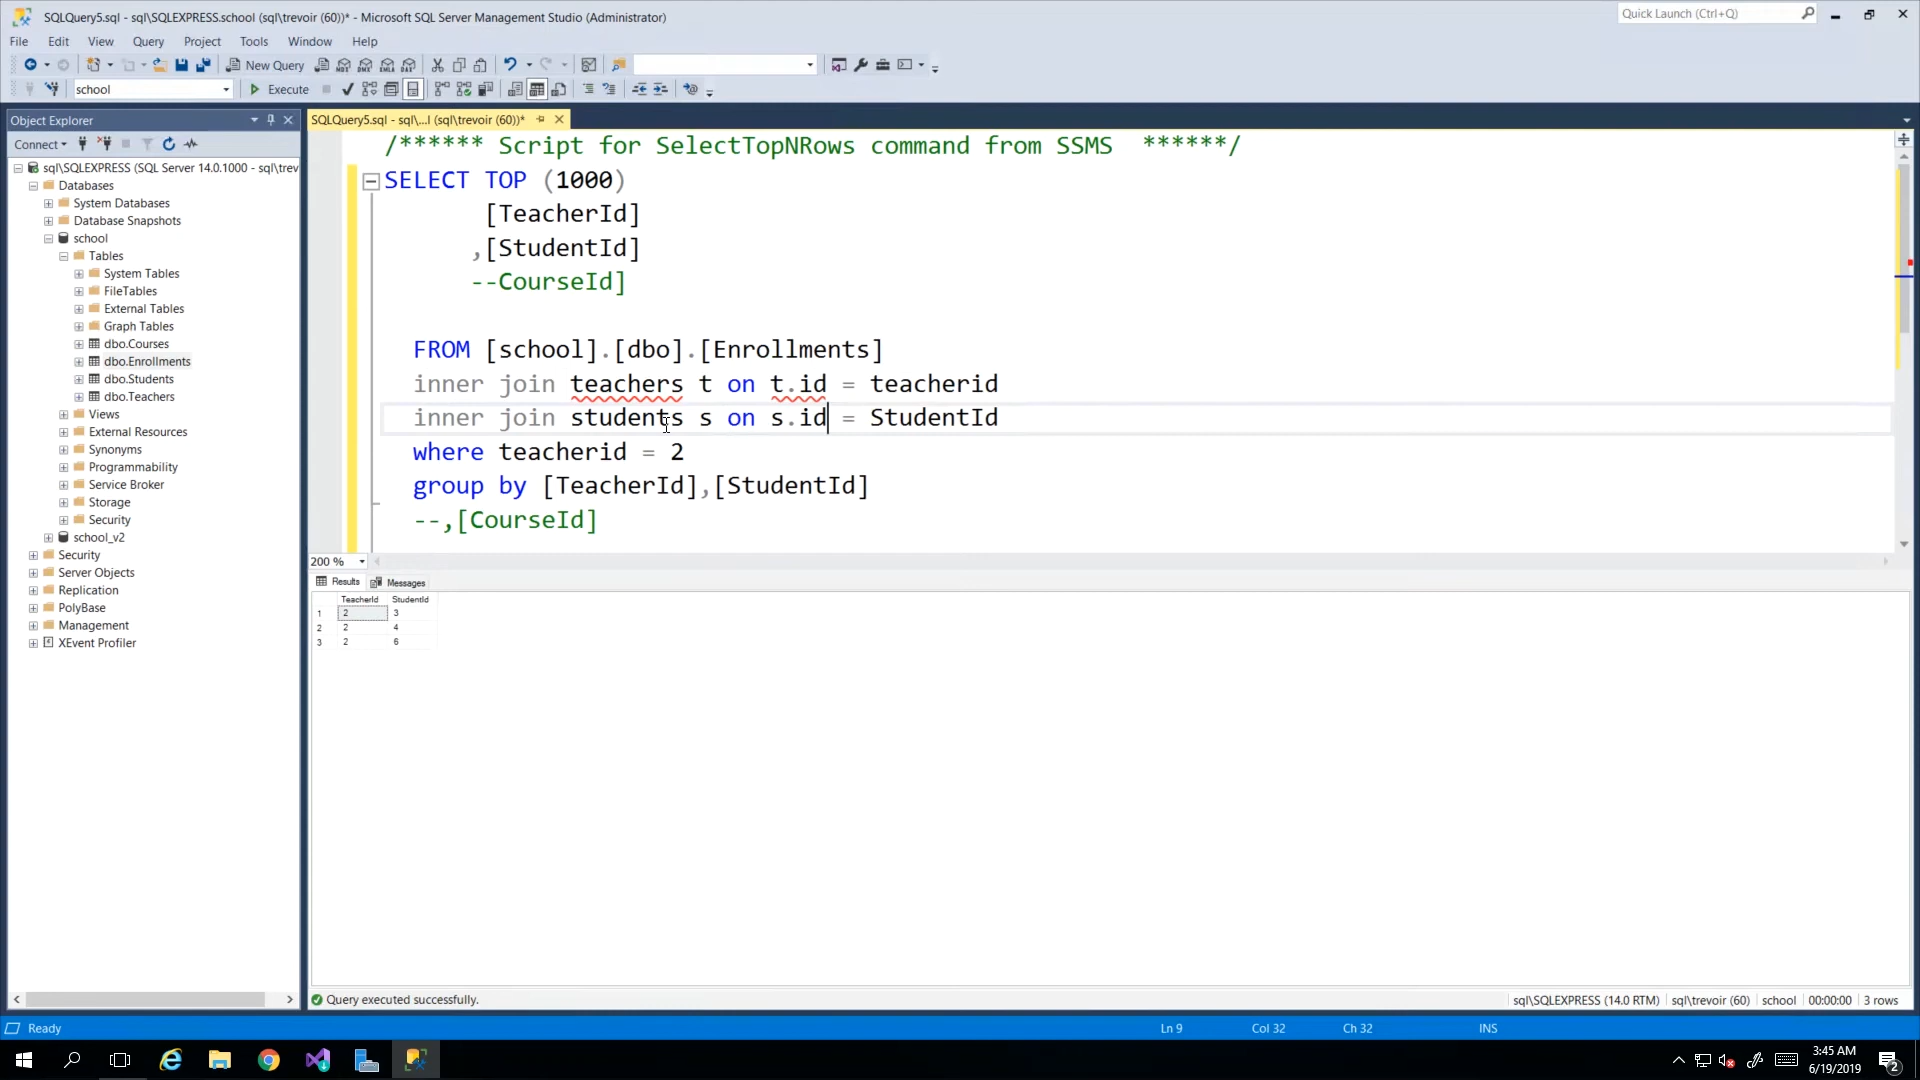 SQLQuery5.sql - sql\SQLEXPRESS.school (sql\trevoir (60))* - Microsoft SQL Server Management Studio (Administrator)
Quick Launch (Ctrl+Q)
File Edit View Query Project Tools Window Help
New Query
school
Execute
Object Explorer
SQLQuery5.sql - sql\...l (sql\trevoir (60))*
Connect
sql\SQLEXPRESS (SQL Server 14.0.1000 - sql\trev
Databases
System Databases
Database Snapshots
school
Tables
System Tables
FileTables
External Tables
Graph Tables
dbo.Courses
dbo.Enrollments
dbo.Students
dbo.Teachers
Views
External Resources
Synonyms
Programmability
Service Broker
Storage
Security
school_v2
Security
Server Objects
Replication
PolyBase
Management
XEvent Profiler
/****** Script for SelectTopNRows command from SSMS ******/
SELECT TOP (1000)
[TeacherId]
,[StudentId]
--CourseId]
FROM [school].[dbo].[Enrollments]
inner join teachers t on t.id = teacherid
inner join students s on s.id = StudentId
where teacherid = 2
group by [TeacherId],[StudentId]
--,[CourseId]
200 %
Results Messages
TeacherId StudentId
1 2 3
2 2 4
3 2 6
Query executed successfully.
sql\SQLEXPRESS (14.0 RTM) sql\trevoir (60) school 00:00:00 3 rows
Ready
Ln 9 Col 32 Ch 32 INS
3:45 AM
6/19/2019
2